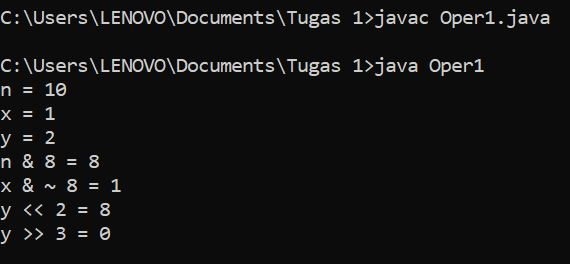 C:\Users\LENOVO\Documents\Tugas 1>javac Oper1.java
C:\Users\LENOVO\Documents\Tugas 1>java Oper1
n = 10
x = 1
y = 2
n & 8 = 8
x & ~ 8 = 1
y << 2 = 8
y >> 3 = 0